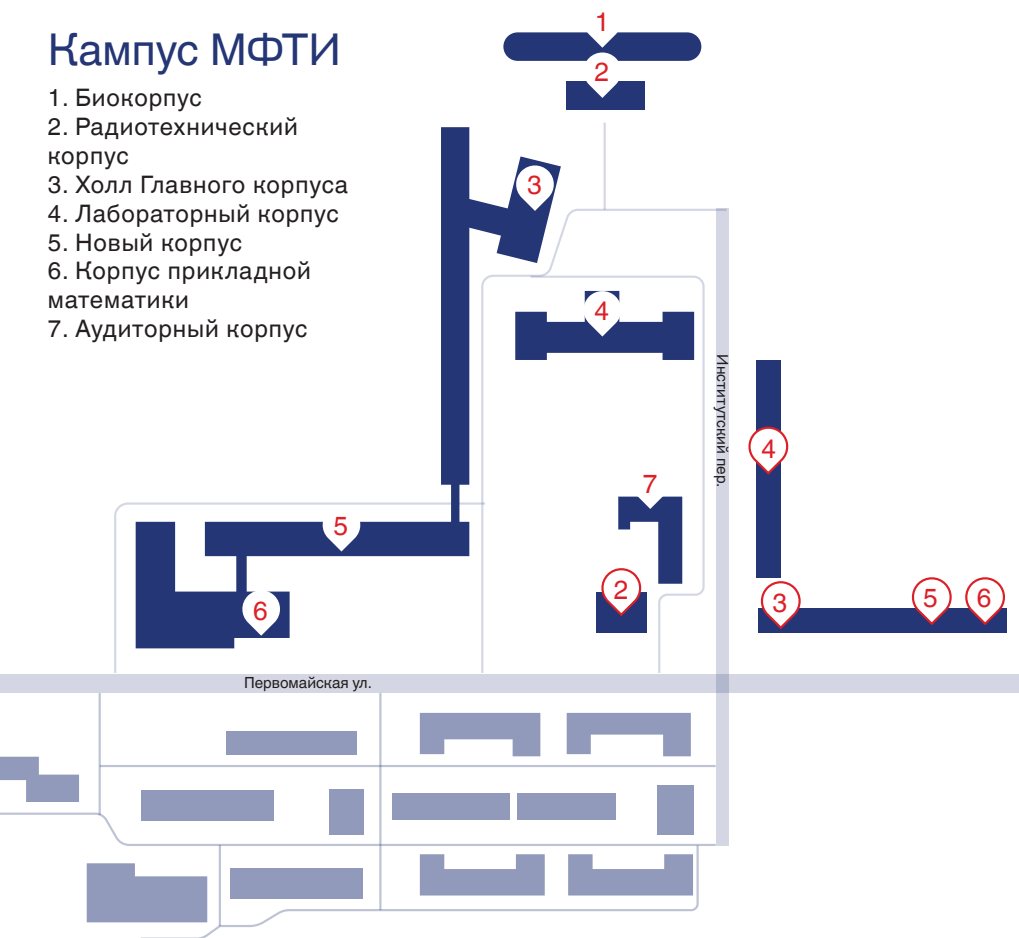 Кампус МФТИ
1. Биокорпус
2. Радиотехнический
корпус
3. Холл Главного корпуса
4. Лабораторный корпус
5. Новый корпус
6. Корпус прикладной
математики
7. Аудиторный корпус
1
2
3
4
Институтский пер.
4
7
5
2
3
5
6
6
Первомайская ул.